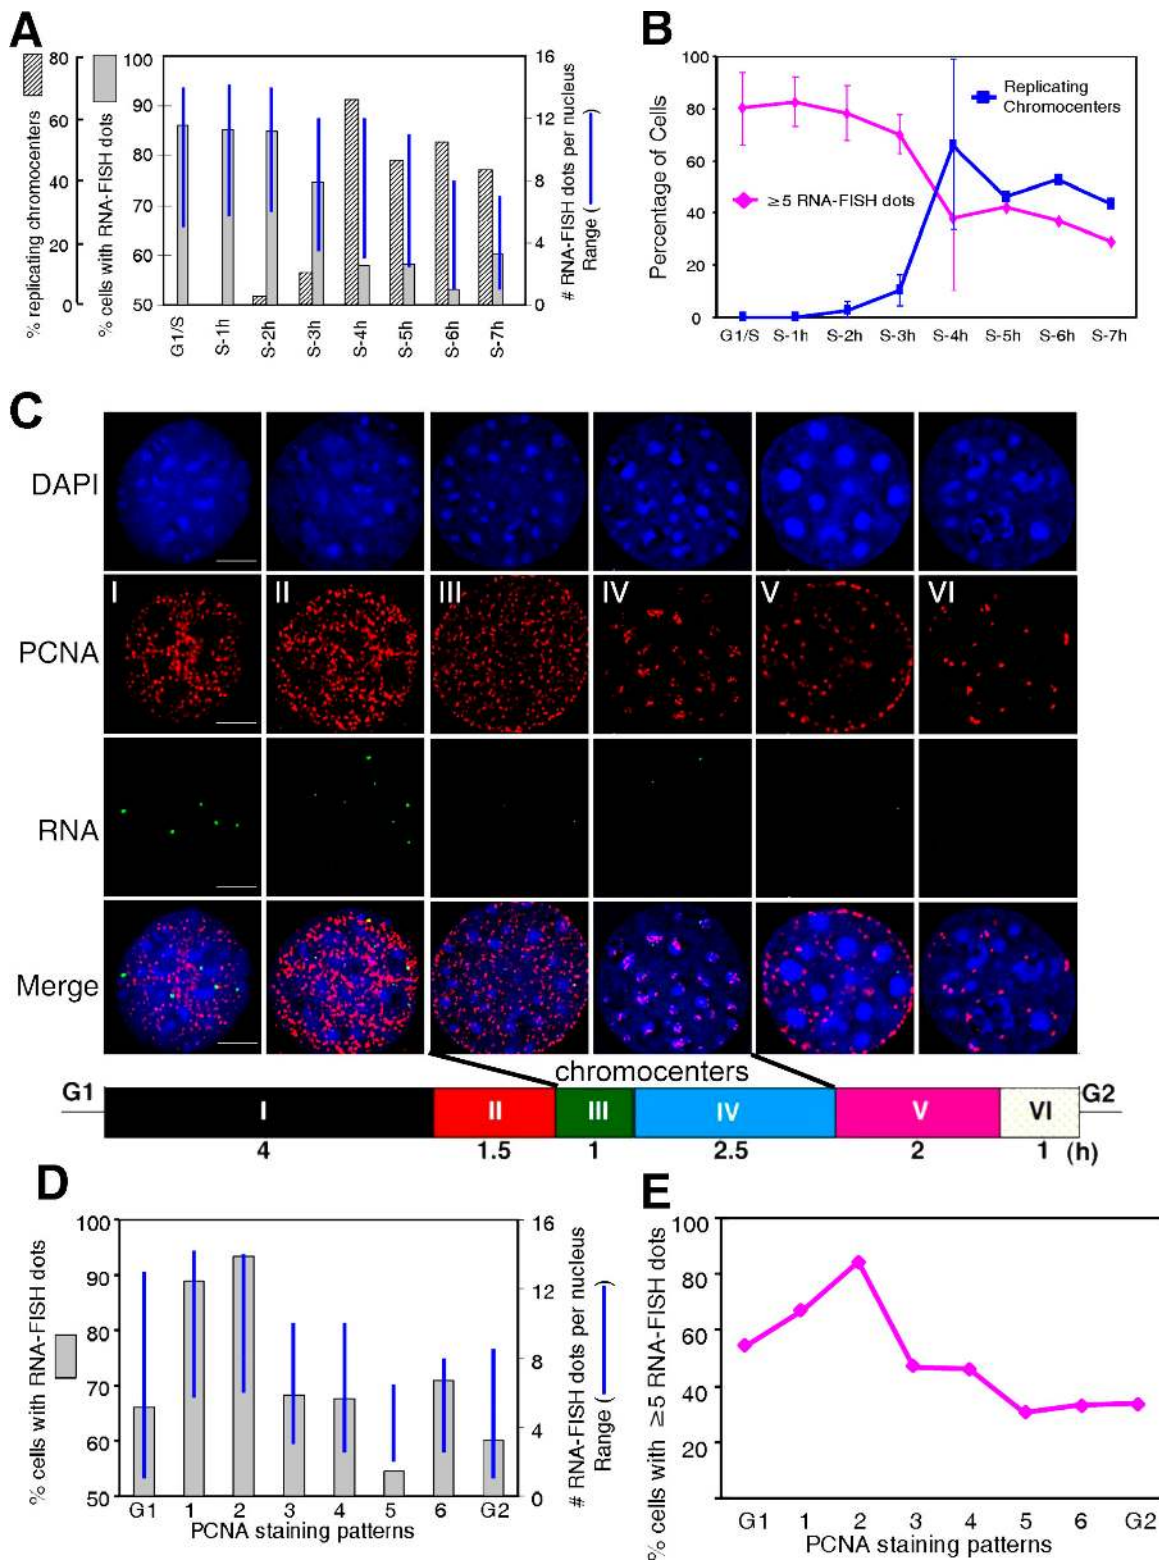 A
% replicating chromocenters
80
60
40
20
0
% cells with RNA-FISH dots
100
90
80
70
60
50
16
12
8
4
0
# RNA-FISH dots per nucleus
Range ( )
G1/S
S-1h
S-2h
S-3h
S-4h
S-5h
S-6h
S-7h
B
Percentage of Cells
100
80
60
40
20
0
Replicating
Chromocenters
≥5 RNA-FISH dots
G1/S S-1h S-2h S-3h S-4h S-5h S-6h S-7h
C
DAPI
PCNA
I II III IV V VI
RNA
Merge
chromocenters
G1 I II III IV V VI G2
4 1.5 1 2.5 2 1 (h)
D
% cells with RNA-FISH dots
100
90
80
70
60
50
16
12
8
4
0
# RNA-FISH dots per nucleus
Range ( )
G1 1 2 3 4 5 6 G2
PCNA staining patterns
E
% cells with ≥5 RNA-FISH dots
100
80
60
40
20
G1 1 2 3 4 5 6 G2
PCNA staining patterns